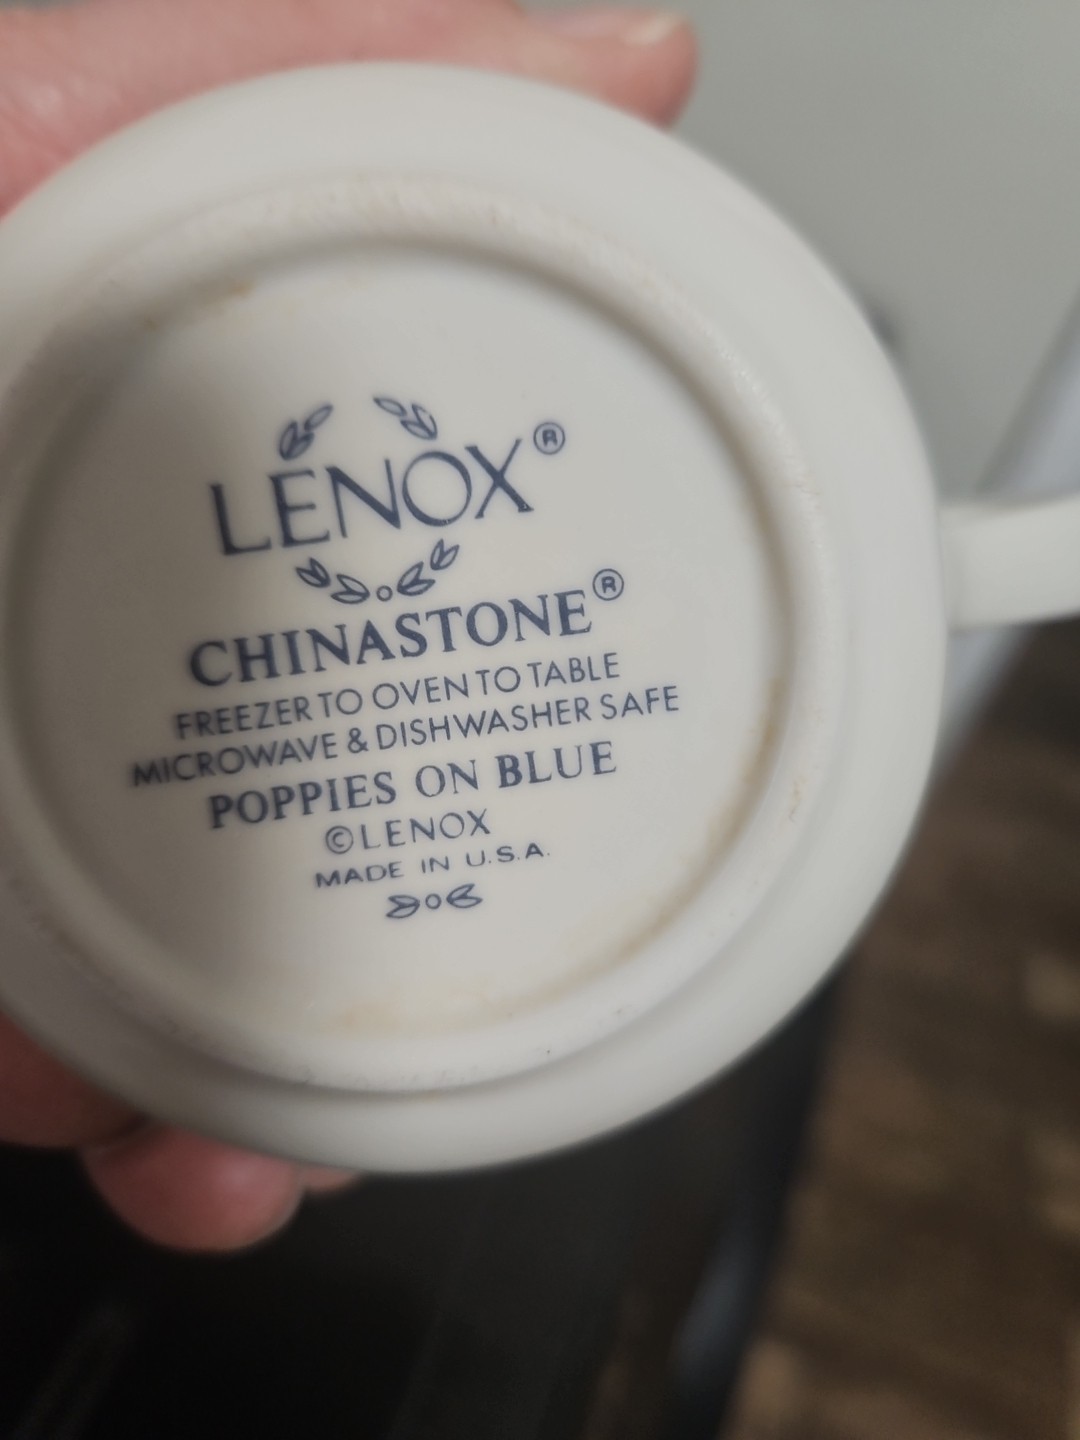 LENOX®
CHINASTONE®
FREEZER TO OVEN TO TABLE
MICROWAVE & DISHWASHER SAFE
POPPIES ON BLUE
©LENOX
MADE IN U.S.A.